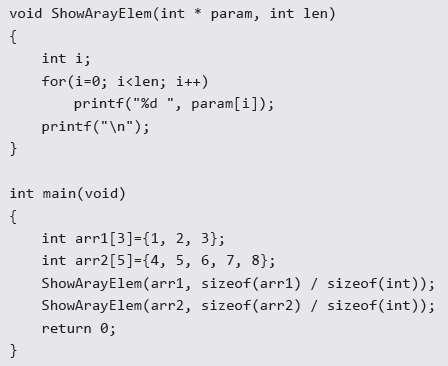 void ShowArayElem(int * param, int len)
{
    int i;
    for(i=0; i<len; i++)
        printf("%d ", param[i]);
    printf("\n");
}

int main(void)
{
    int arr1[3]={1, 2, 3};
    int arr2[5]={4, 5, 6, 7, 8};
    ShowArayElem(arr1, sizeof(arr1) / sizeof(int));
    ShowArayElem(arr2, sizeof(arr2) / sizeof(int));
    return 0;
}